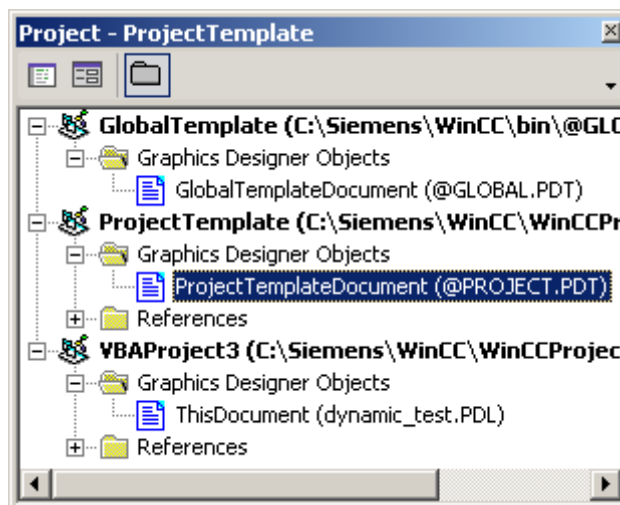 Project - ProjectTemplate
GlobalTemplate (C:\Siemens\WinCC\bin\@GLO
Graphics Designer Objects
GlobalTemplateDocument (@GLOBAL.PDT)
ProjectTemplate (C:\Siemens\WinCC\WinCCPr
Graphics Designer Objects
ProjectTemplateDocument (@PROJECT.PDT)
References
VBAProject3 (C:\Siemens\WinCC\WinCCProjec
Graphics Designer Objects
ThisDocument (dynamic_test.PDL)
References